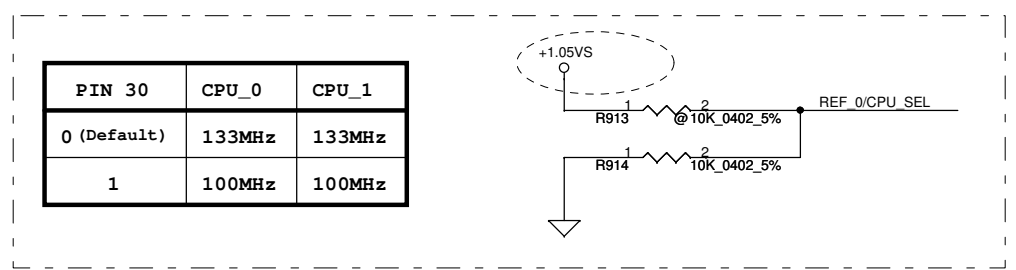 PIN 30 CPU_0 CPU_1
0 (Default) 133MHz 133MHz
1 100MHz 100MHz
+1.05VS
1 2
R913 @ 10K_0402_5%
REF_0/CPU_SEL
1 2
R914 10K_0402_5%